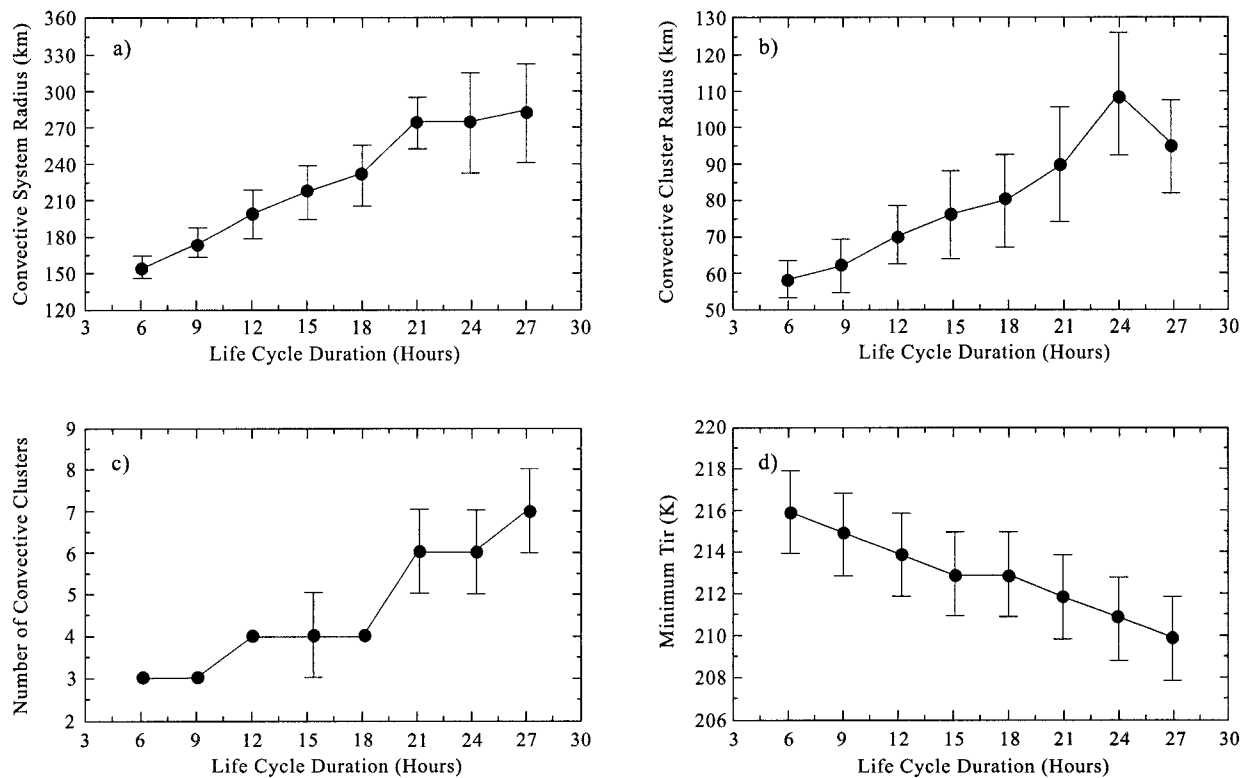 a)
Convective System Radius (km)
360
330
300
270
240
210
180
150
120
3 6 9 12 15 18 21 24 27 30
Life Cycle Duration (Hours)
b)
Convective Cluster Radius (km)
130
120
110
100
90
80
70
60
50
3 6 9 12 15 18 21 24 27 30
Life Cycle Duration (Hours)
c)
Number of Convective Clusters
9
8
7
6
5
4
3
2
3 6 9 12 15 18 21 24 27 30
Life Cycle Duration (Hours)
d)
Minimum Tir (K)
220
218
216
214
212
210
208
206
3 6 9 12 15 18 21 24 27 30
Life Cycle Duration (Hours)